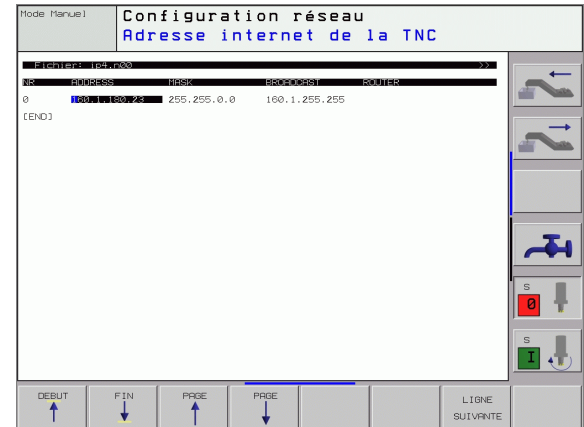 Mode Manuel
Configuration réseau
Adresse internet de la TNC
Fichier: ip4.n00 >>
NR ADDRESS MASK BROADCAST ROUTER
0 160.1.180.23 255.255.0.0 160.1.255.255
[END]
S
0
S
I
DEBUT
FIN
PAGE
PAGE
LIGNE
SUIVANTE